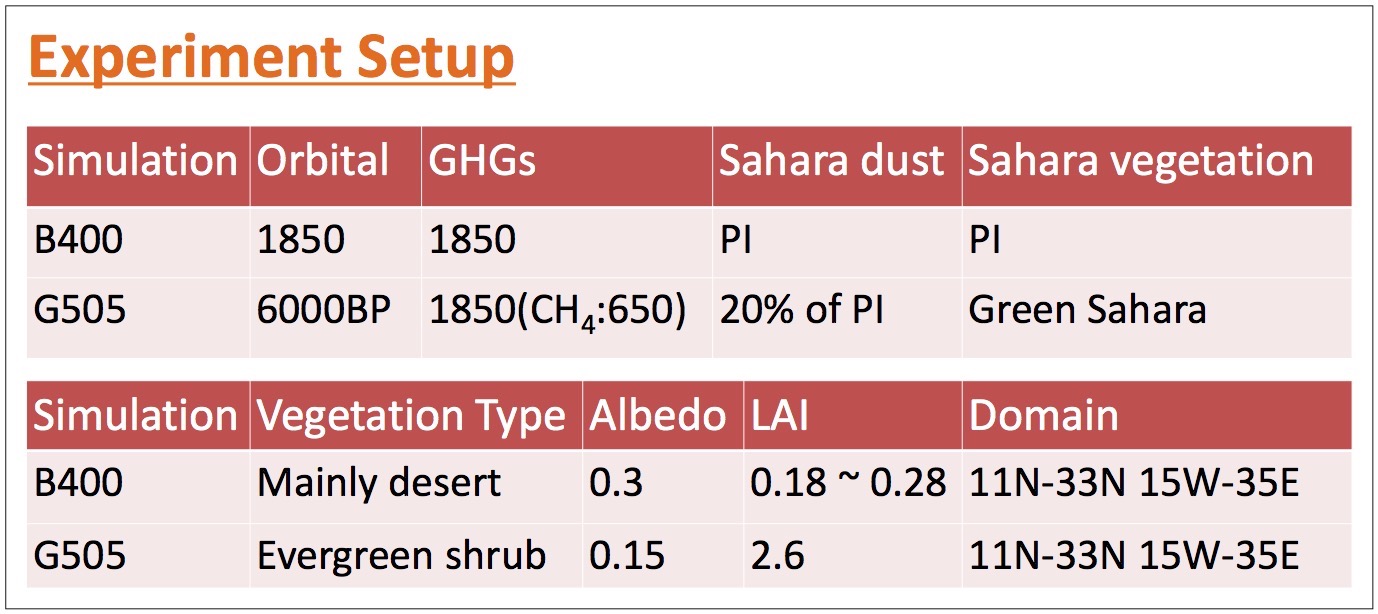 Experiment Setup
Simulation Orbital GHGs Sahara dust Sahara vegetation
B400 1850 1850 PI PI
G505 6000BP 1850(CH₄:650) 20% of PI Green Sahara
Simulation Vegetation Type Albedo LAI Domain
B400 Mainly desert 0.3 0.18 ~ 0.28 11N-33N 15W-35E
G505 Evergreen shrub 0.15 2.6 11N-33N 15W-35E